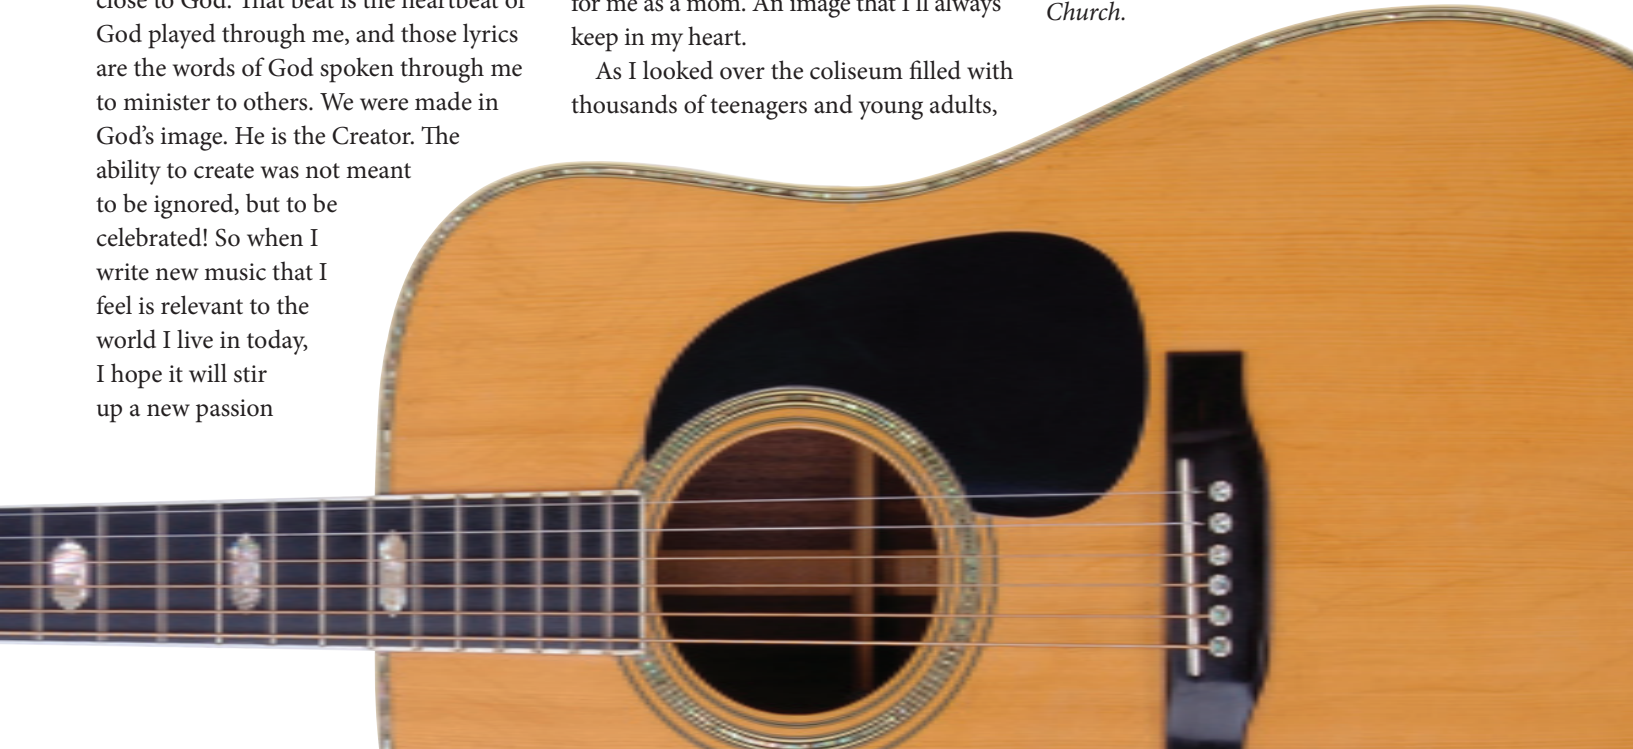 close to God. That beat is the heartbeat of
God played through me, and those lyrics
are the words of God spoken through me
to minister to others. We were made in
God’s image. He is the Creator. The
ability to create was not meant
to be ignored, but to be
celebrated! So when I
write new music that I
feel is relevant to the
world I live in today,
I hope it will stir
up a new passion
for me as a mom. An image that I’ll always
keep in my heart.
As I looked over the coliseum filled with
thousands of teenagers and young adults,
Church.